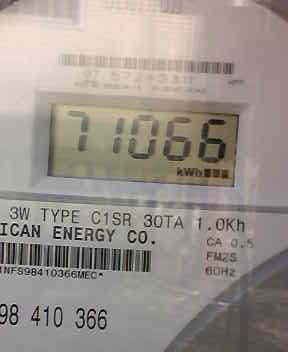 71066
kWh
3W TYPE C1SR 30TA 1.0Kh
ICAN ENERGY CO.
CA 0.5
FM2S
60Hz
NFS98410366MEC*
98 410 366